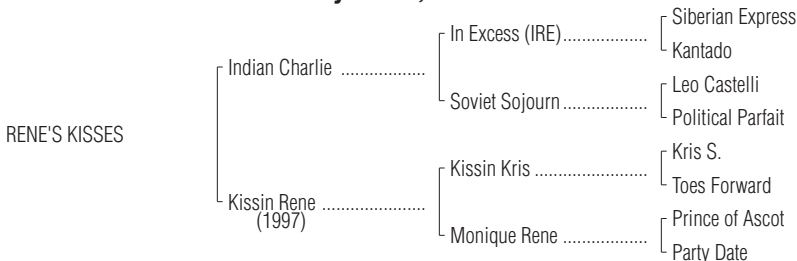 Siberian Express
In Excess (IRE)..................
Kantado
Indian Charlie ..................
Leo Castelli
Soviet Sojourn..................
Political Parfait
RENE'S KISSES
Kris S.
Kissin Kris ........................
Toes Forward
Kissin Rene ......................
(1997)
Prince of Ascot
Monique Rene ..................
Party Date